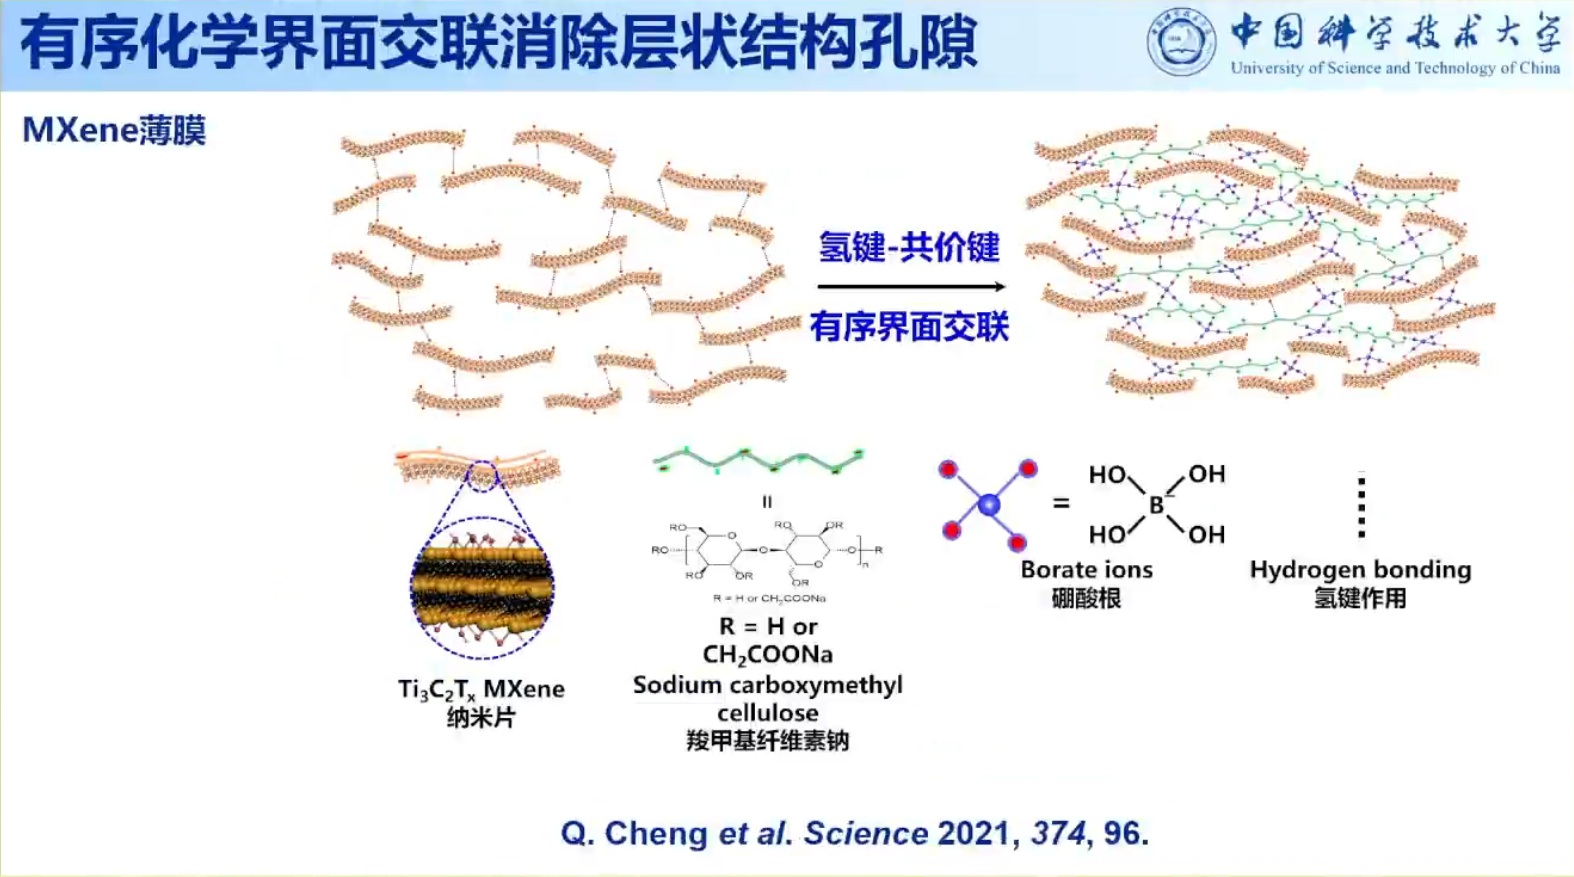 有序化学界面交联消除层状结构孔隙
中国科学技术大学
University of Science and Technology of China
MXene薄膜
氢键-共价键
有序界面交联
RO
RO
OR
O
RO
O
O
R
RO
OR
O
n
OR
R = H or CH₂COONa
HO
OH
B⁻
HO
OH
=
=
Ti₃C₂Tₓ MXene
纳米片
R = H or
CH₂COONa
Sodium carboxymethyl
cellulose
羧甲基纤维素钠
Borate ions
硼酸根
Hydrogen bonding
氢键作用
Q. Cheng et al. Science 2021, 374, 96.